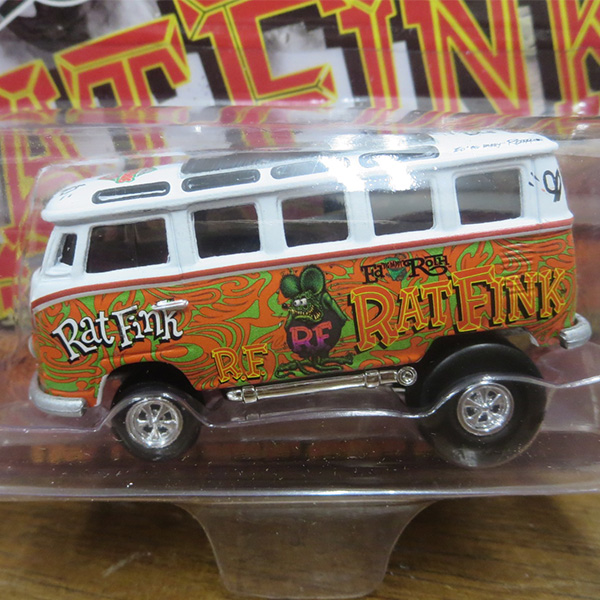 RAT FINK
Rat Fink
Ed "Big Daddy" Roth
RAT FINK
R.F
RF